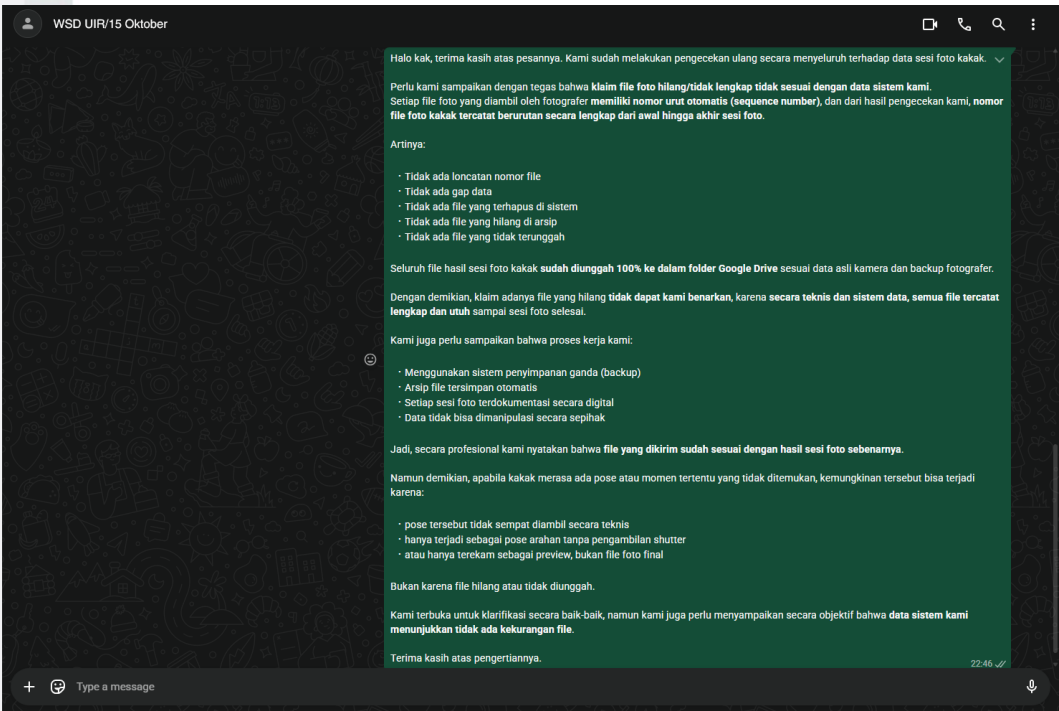 WSD UIR/15 Oktober
Halo kak, terima kasih atas pesannya. Kami sudah melakukan pengecekan ulang secara menyeluruh terhadap data sesi foto kakak.
Perlu kami sampaikan dengan tegas bahwa klaim file foto hilang/tidak lengkap tidak sesuai dengan data sistem kami.
Setiap file foto yang diambil oleh fotografer memiliki nomor urut otomatis (sequence number), dan dari hasil pengecekan kami, nomor
file foto kakak tercatat berurutan secara lengkap dari awal hingga akhir sesi foto.
Artinya:
· Tidak ada loncatan nomor file
· Tidak ada gap data
· Tidak ada file yang terhapus di sistem
· Tidak ada file yang hilang di arsip
· Tidak ada file yang tidak terunggah
Seluruh file hasil sesi foto kakak sudah diunggah 100% ke dalam folder Google Drive sesuai data asli kamera dan backup fotografer.
Dengan demikian, klaim adanya file yang hilang tidak dapat kami benarkan, karena secara teknis dan sistem data, semua file tercatat
lengkap dan utuh sampai sesi foto selesai.
Kami juga perlu sampaikan bahwa proses kerja kami:
· Menggunakan sistem penyimpanan ganda (backup)
· Arsip file tersimpan otomatis
· Setiap sesi foto terdokumentasi secara digital
· Data tidak bisa dimanipulasi secara sepihak
Jadi, secara profesional kami nyatakan bahwa file yang dikirim sudah sesuai dengan hasil sesi foto sebenarnya.
Namun demikian, apabila kakak merasa ada pose atau momen tertentu yang tidak ditemukan, kemungkinan tersebut bisa terjadi
karena:
· pose tersebut tidak sempat diambil secara teknis
· hanya terjadi sebagai pose arahan tanpa pengambilan shutter
· atau hanya terekam sebagai preview, bukan file foto final
Bukan karena file hilang atau tidak diunggah.
Kami terbuka untuk klarifikasi secara baik-baik, namun kami juga perlu menyampaikan secara objektif bahwa data sistem kami
menunjukkan tidak ada kekurangan file.
Terima kasih atas pengertiannya.
22:46
Type a message